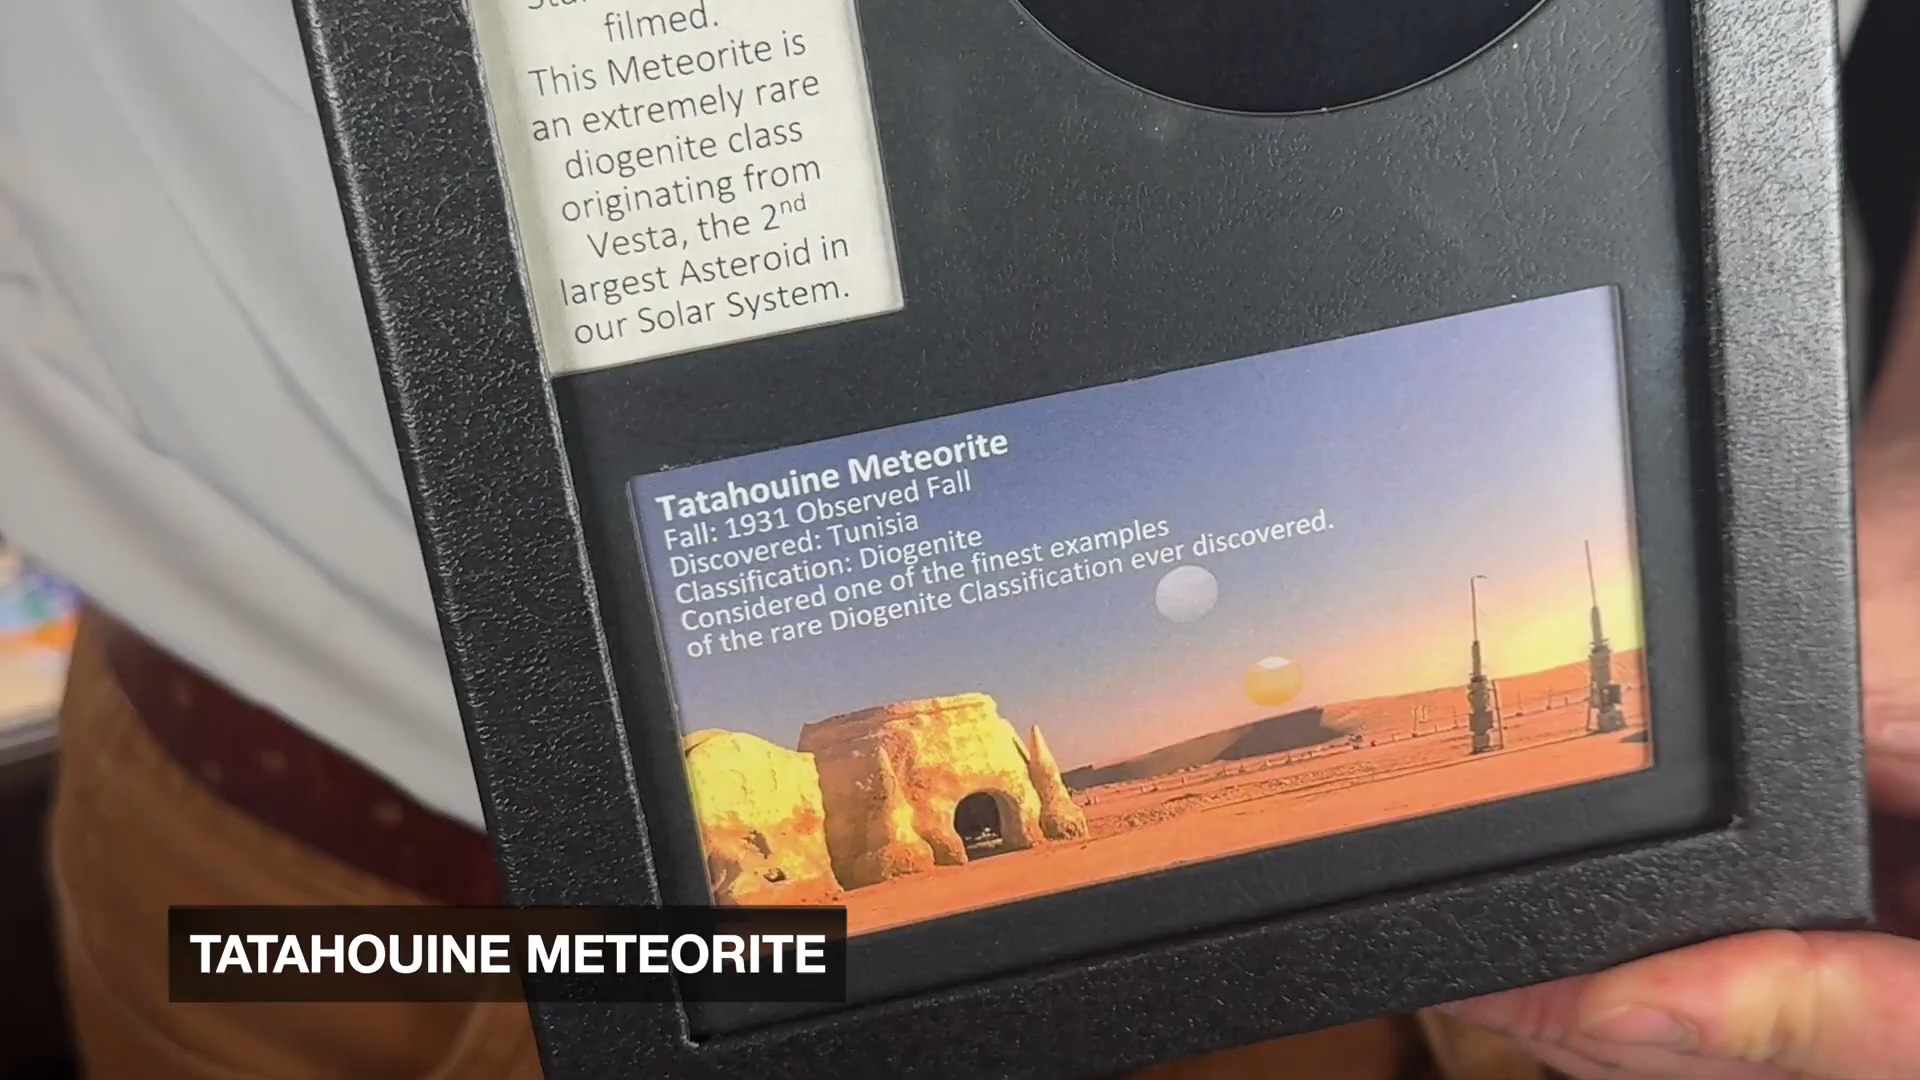 filmed.
This Meteorite is
an extremely rare
diogenite class
originating from
Vesta, the 2nd
largest Asteroid in
our Solar System.
Tatahouine Meteorite
Fall: 1931 Observed Fall
Discovered: Tunisia
Classification: Diogenite
Considered one of the finest examples
of the rare Diogenite Classification ever discovered.
TATAHOUINE METEORITE